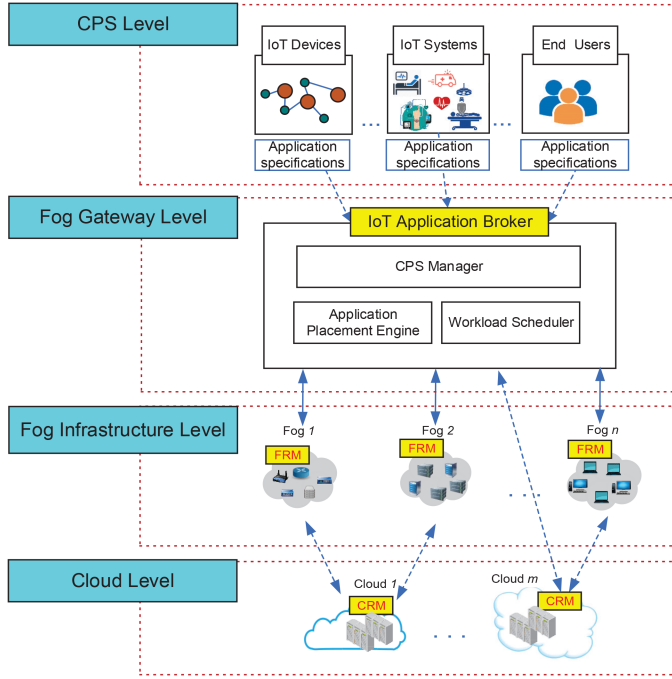 CPS Level
IoT Devices
IoT Systems
End Users
...
...
Application
specifications
Application
specifications
Application
specifications
Fog Gateway Level
IoT Application Broker
CPS Manager
Application
Placement Engine
Workload Scheduler
Fog Infrastructure Level
Fog 1
Fog 2
Fog n
FRM
FRM
FRM
. . .
Cloud Level
Cloud 1
Cloud m
CRM
CRM
. . .